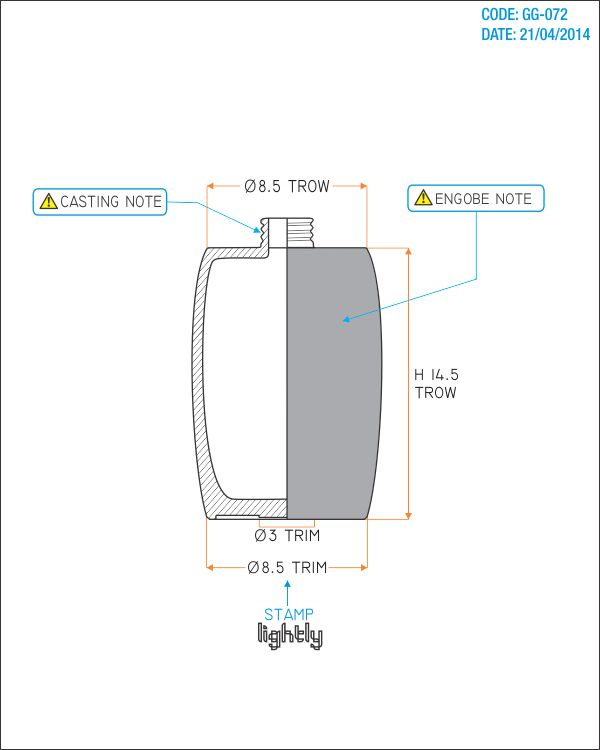 CODE: GG-072
DATE: 21/04/2014
Ø8.5 TROW
CASTING NOTE
ENGOBE NOTE
H 14.5
TROW
Ø3 TRIM
Ø8.5 TRIM
STAMP
lightly